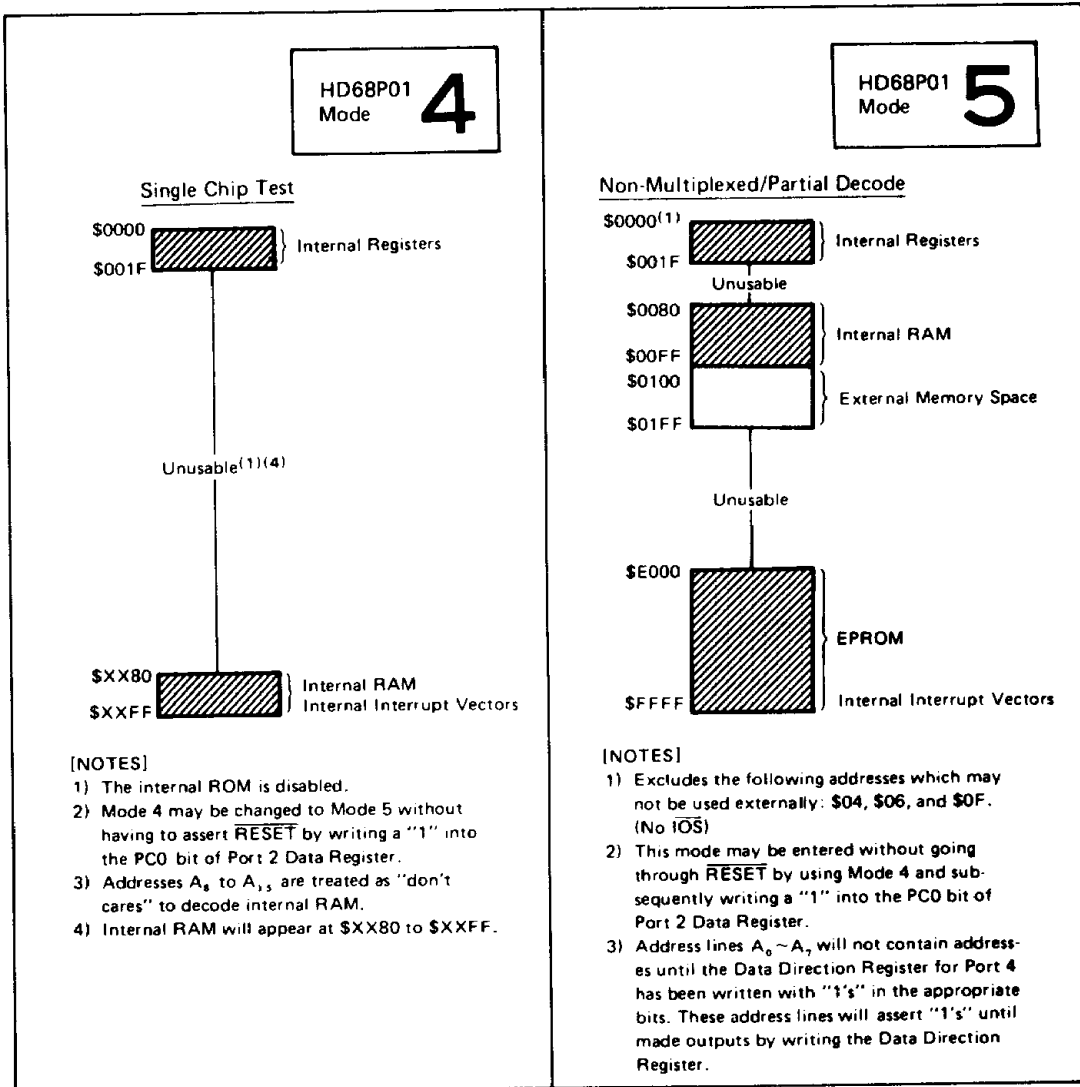 HD68P01
Mode 4
Single Chip Test
$0000
Internal Registers
$001F
Unusable(1)(4)
$XX80
Internal RAM
$XXFF
Internal Interrupt Vectors
[NOTES]
1) The internal ROM is disabled.
2) Mode 4 may be changed to Mode 5 without
having to assert RESET by writing a "1" into
the PC0 bit of Port 2 Data Register.
3) Addresses A₈ to A₁₅ are treated as "don't
cares" to decode internal RAM.
4) Internal RAM will appear at $XX80 to $XXFF.
HD68P01
Mode 5
Non-Multiplexed/Partial Decode
$0000(1)
Internal Registers
$001F
Unusable
$0080
Internal RAM
$00FF
$0100
External Memory Space
$01FF
Unusable
$E000
EPROM
$FFFF
Internal Interrupt Vectors
[NOTES]
1) Excludes the following addresses which may
not be used externally: $04, $06, and $0F.
(No IOS)
2) This mode may be entered without going
through RESET by using Mode 4 and sub-
sequently writing a "1" into the PC0 bit of
Port 2 Data Register.
3) Address lines A₀~A₇ will not contain address-
es until the Data Direction Register for Port 4
has been written with "1's" in the appropriate
bits. These address lines will assert "1's" until
made outputs by writing the Data Direction
Register.